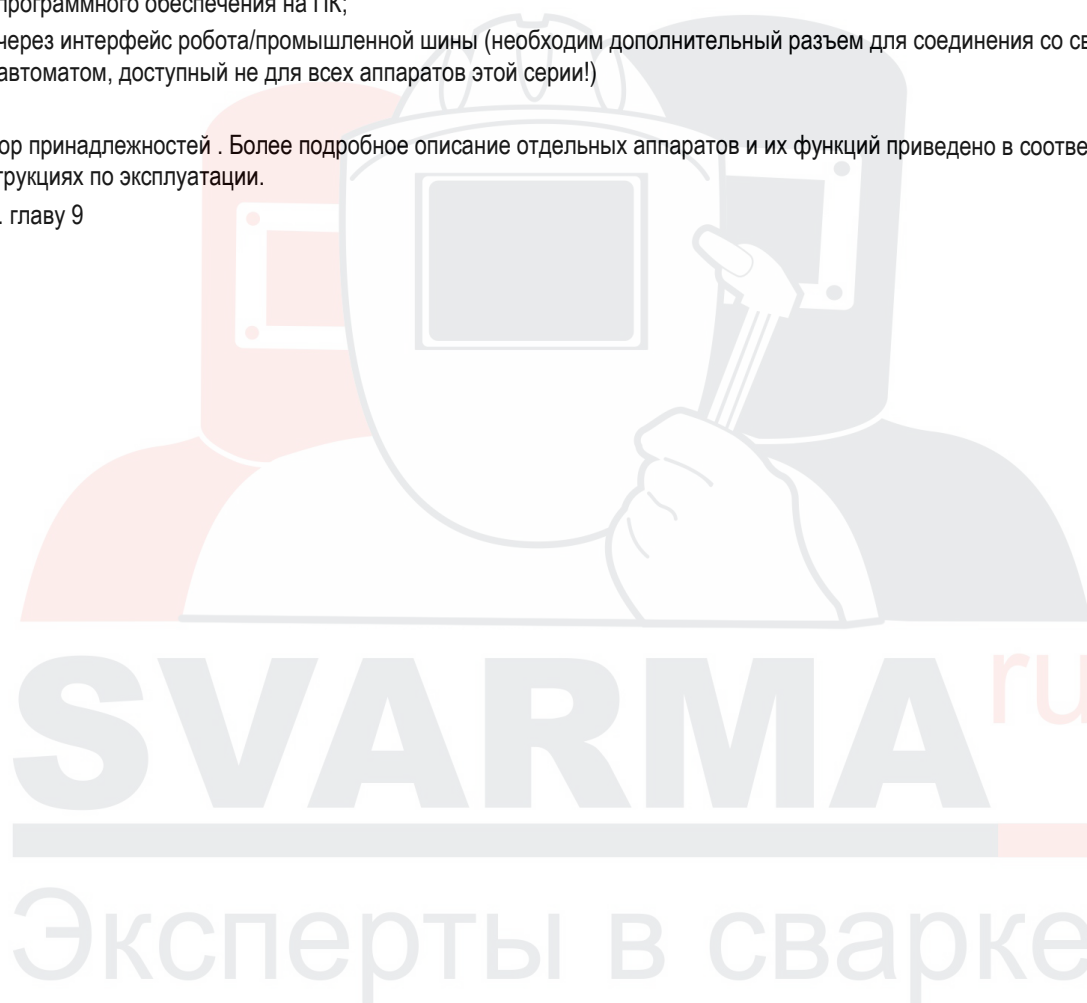 программного обеспечения на ПК;
через интерфейс робота/промышленной шины (необходим дополнительный разъем для соединения со св
автоматом, доступный не для всех аппаратов этой серии!)
ор принадлежностей . Более подробное описание отдельных аппаратов и их функций приведено в соотве
трукциях по эксплуатации.
. главу 9
SVARMA ru
Эксперты в сварке